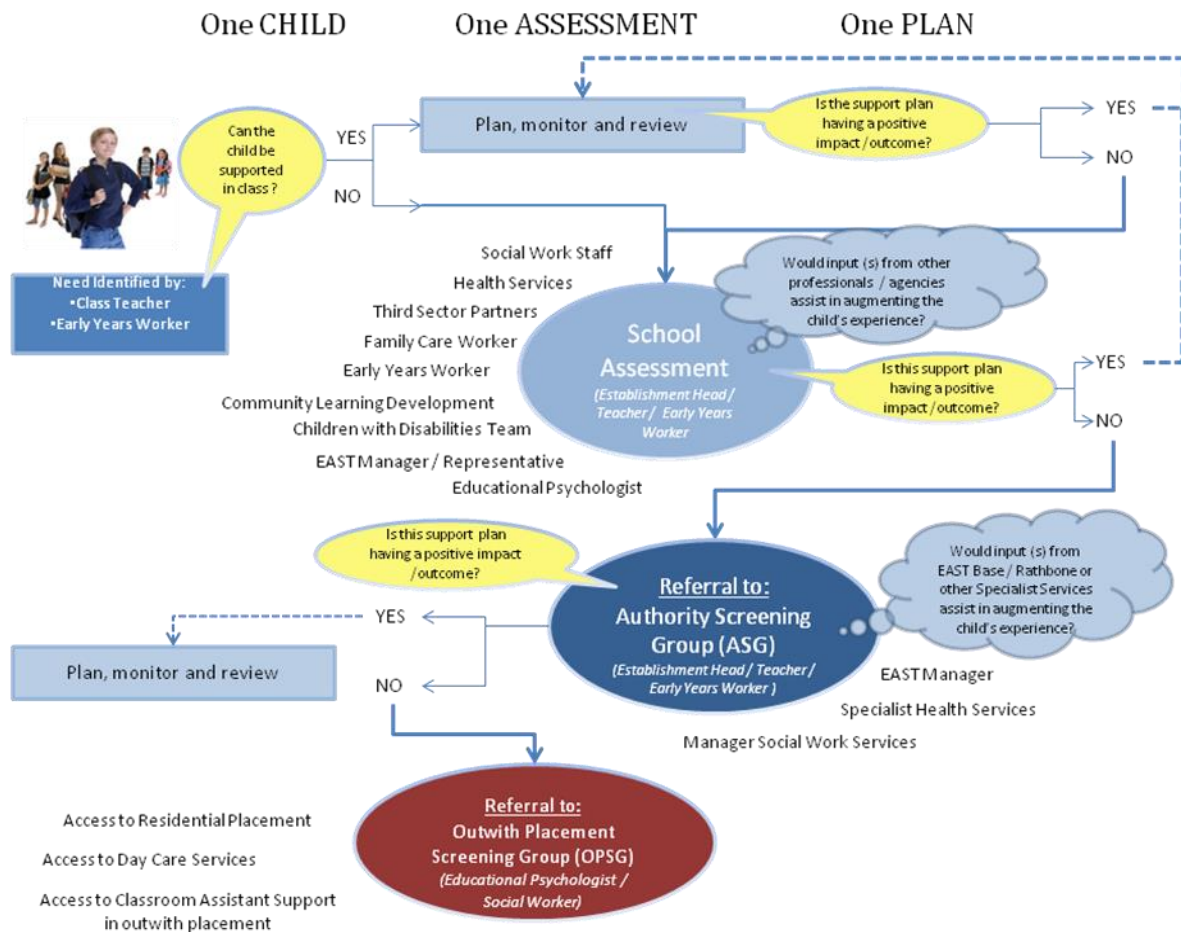 One CHILD
One ASSESSMENT
One PLAN
Can the
child be
supported
in class ?
YES
NO
Plan, monitor and review
Is the support plan
having a positive
impact /outcome?
YES
NO
Need Identified by:
•Class Teacher
•Early Years Worker
Social Work Staff
Health Services
Third Sector Partners
Family Care Worker
Early Years Worker
Community Learning Development
Children with Disabilities Team
EAST Manager / Representative
Educational Psychologist
School
Assessment
(Establishment Head /
Teacher / Early Years
Worker
Would input (s) from other
professionals / agencies
assist in augmenting the
child's experience?
Is this support plan
having a positive
impact /outcome?
YES
NO
Is this support plan
having a positive impact
/outcome?
Referral to:
Authority Screening
Group (ASG)
(Establishment Head / Teacher /
Early Years Worker )
Would input (s) from
EAST Base / Rathbone or
other Specialist Services
assist in augmenting the
child's experience?
YES
NO
Plan, monitor and review
EAST Manager
Specialist Health Services
Manager Social Work Services
Referral to:
Outwith Placement
Screening Group (OPSG)
(Educational Psychologist /
Social Worker)
Access to Residential Placement
Access to Day Care Services
Access to Classroom Assistant Support
in outwith placement